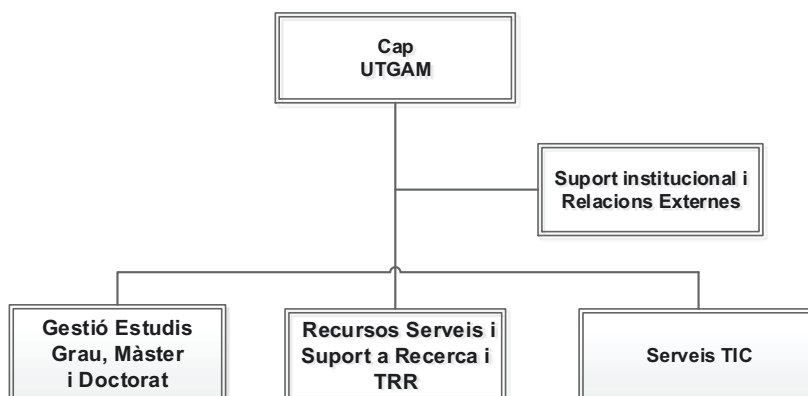 Cap
UTGAM
Suport institucional i
Relacions Externes
Gestió Estudis
Grau, Màster
i Doctorat
Recursos Serveis i
Suport a Recerca i
TRR
Serveis TIC